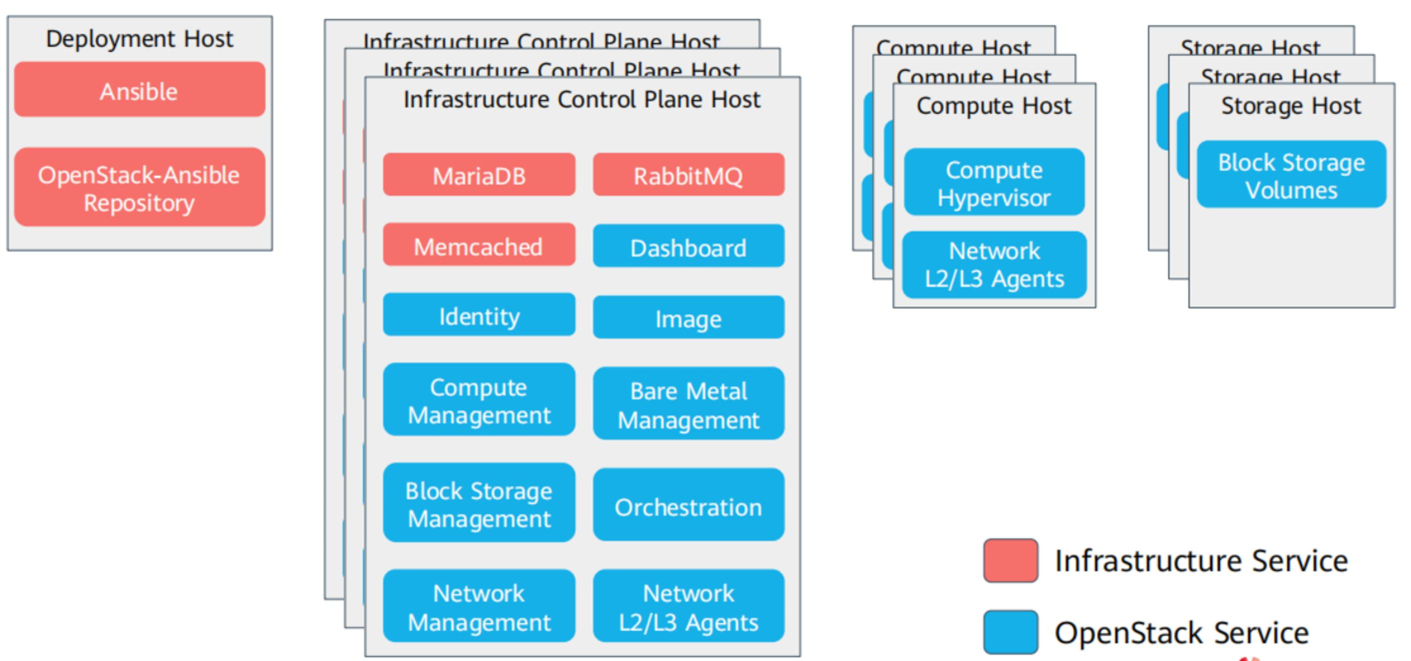 Deployment Host
Ansible
OpenStack-Ansible
Repository
Infrastructure Control Plane Host
Infrastructure Control Plane Host
Infrastructure Control Plane Host
MariaDB
RabbitMQ
Memcached
Dashboard
Identity
Image
Compute
Management
Bare Metal
Management
Block Storage
Management
Orchestration
Network
Management
Network
L2/L3 Agents
Compute Host
Compute Host
Compute Host
Compute
Hypervisor
Network
L2/L3 Agents
Storage Host
Storage Host
Storage Host
Block Storage
Volumes
Infrastructure Service
OpenStack Service